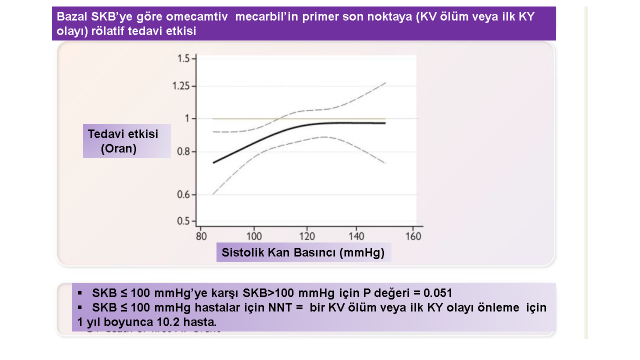 Bazal SKB'ye göre omecamtiv mecarbil'in primer son noktaya (KV ölüm veya ilk KY
olayı) rölatif tedavi etkisi
1.5
1.25
1
0.8
0.6
0.5
Tedavi etkisi
(Oran)
80 100 120 140 160
Sistolik Kan Basıncı (mmHg)
▪ SKB ≤ 100 mmHg'ye karşı SKB>100 mmHg için P değeri = 0.051
▪ SKB ≤ 100 mmHg hastalar için NNT = bir KV ölüm veya ilk KY olayı önleme için
1 yıl boyunca 10.2 hasta.